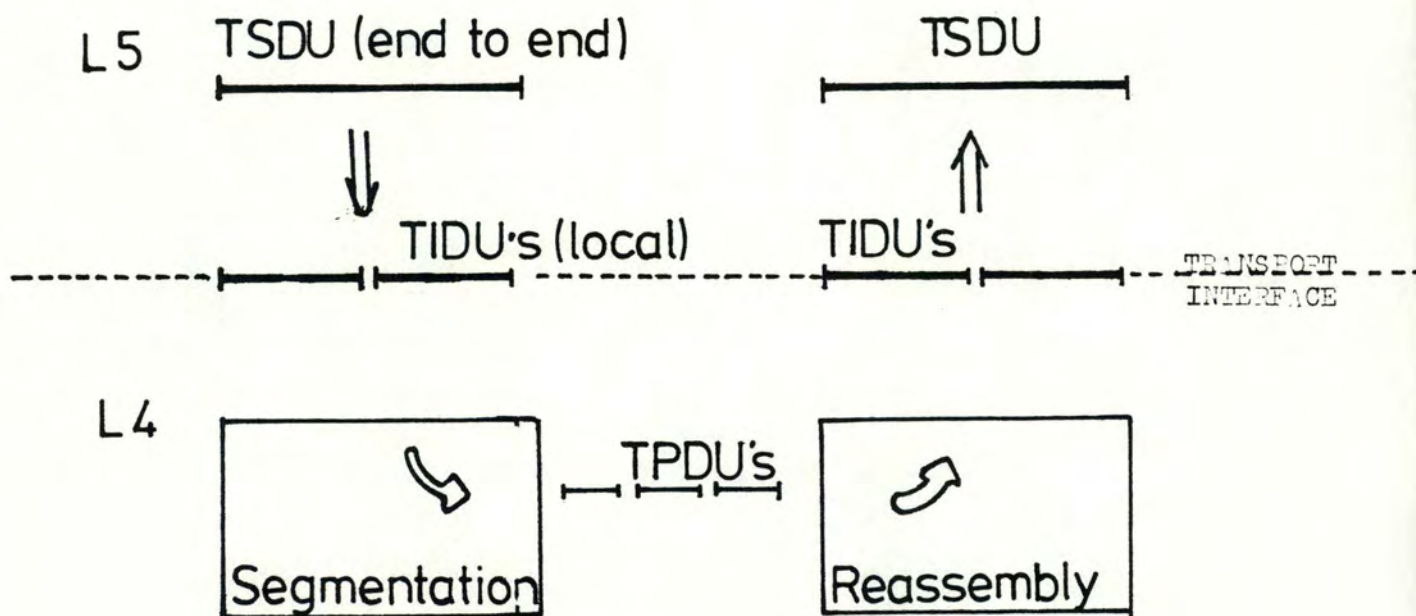 L5 TSDU (end to end) TSDU
TIDU's (local) TIDU's
TRANSPORT
INTERFACE
L4
TPDU's
Segmentation Reassembly